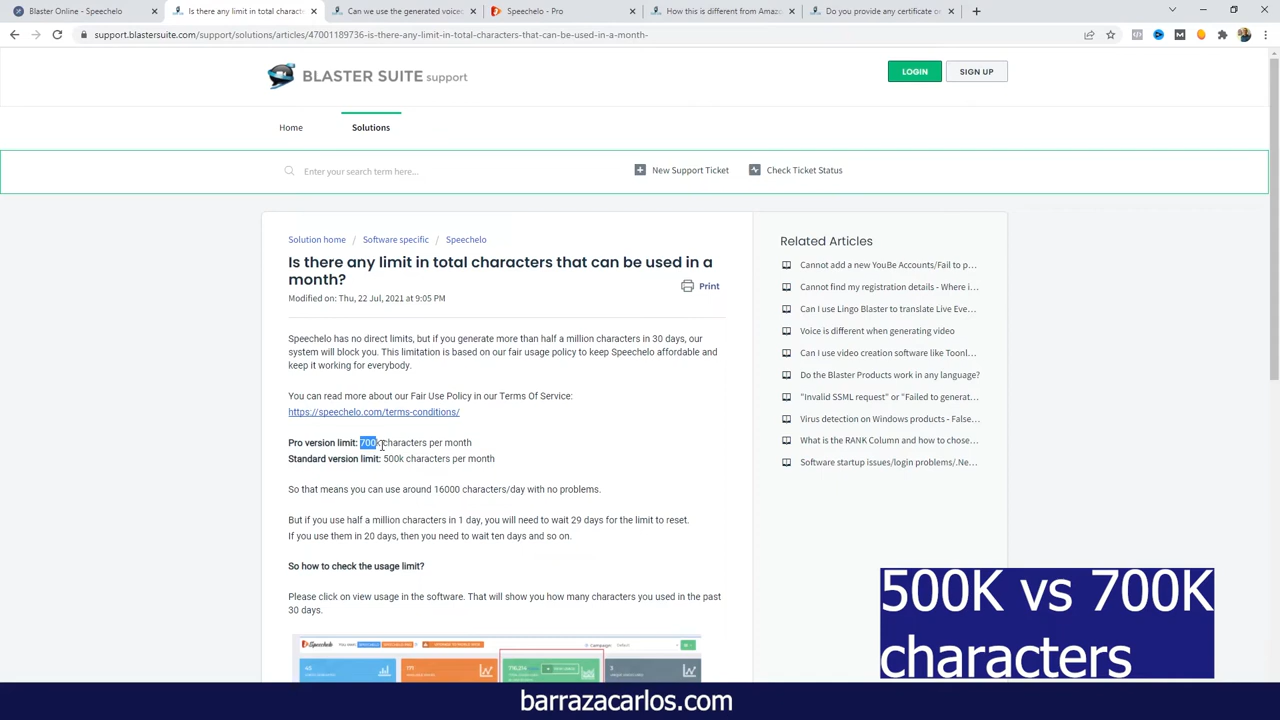 Blaster Online - Speechelo
Is there any limit in total characte
Can we use the generated voice
Speechelo - Pro
How this is different from Amaz
Do you provide any certificate o
support.blastersuite.com/support/solutions/articles/47001189736-is-there-any-limit-in-total-characters-that-can-be-used-in-a-month-
BLASTER SUITE support
LOGIN
SIGN UP
Home
Solutions
Enter your search term here...
New Support Ticket
Check Ticket Status
Solution home / Software specific / Speechelo
Is there any limit in total characters that can be used in a
month?
Modified on: Thu, 22 Jul, 2021 at 9:05 PM
Print
Speechelo has no direct limits, but if you generate more than half a million characters in 30 days, our
system will block you. This limitation is based on our fair usage policy to keep Speechelo affordable and
keep it working for everybody.
You can read more about our Fair Use Policy in our Terms Of Service:
https://speechelo.com/terms-conditions/
Pro version limit: 700k characters per month
Standard version limit: 500k characters per month
So that means you can use around 16000 characters/day with no problems.
But if you use half a million characters in 1 day, you will need to wait 29 days for the limit to reset.
If you use them in 20 days, then you need to wait ten days and so on.
So how to check the usage limit?
Please click on view usage in the software. That will show you how many characters you used in the past
30 days.
Speechelo
Related Articles
Cannot add a new YouBe Accounts/Fail to p...
Cannot find my registration details - Where i...
Can I use Lingo Blaster to translate Live Eve...
Voice is different when generating video
Can I use video creation software like Toonl...
Do the Blaster Products work in any language?
"Invalid SSML request" or "Failed to generat...
Virus detection on Windows products - False...
What is the RANK Column and how to chose...
Software startup issues/login problems/.Ne...
500K vs 700K
characters
barrazacarlos.com